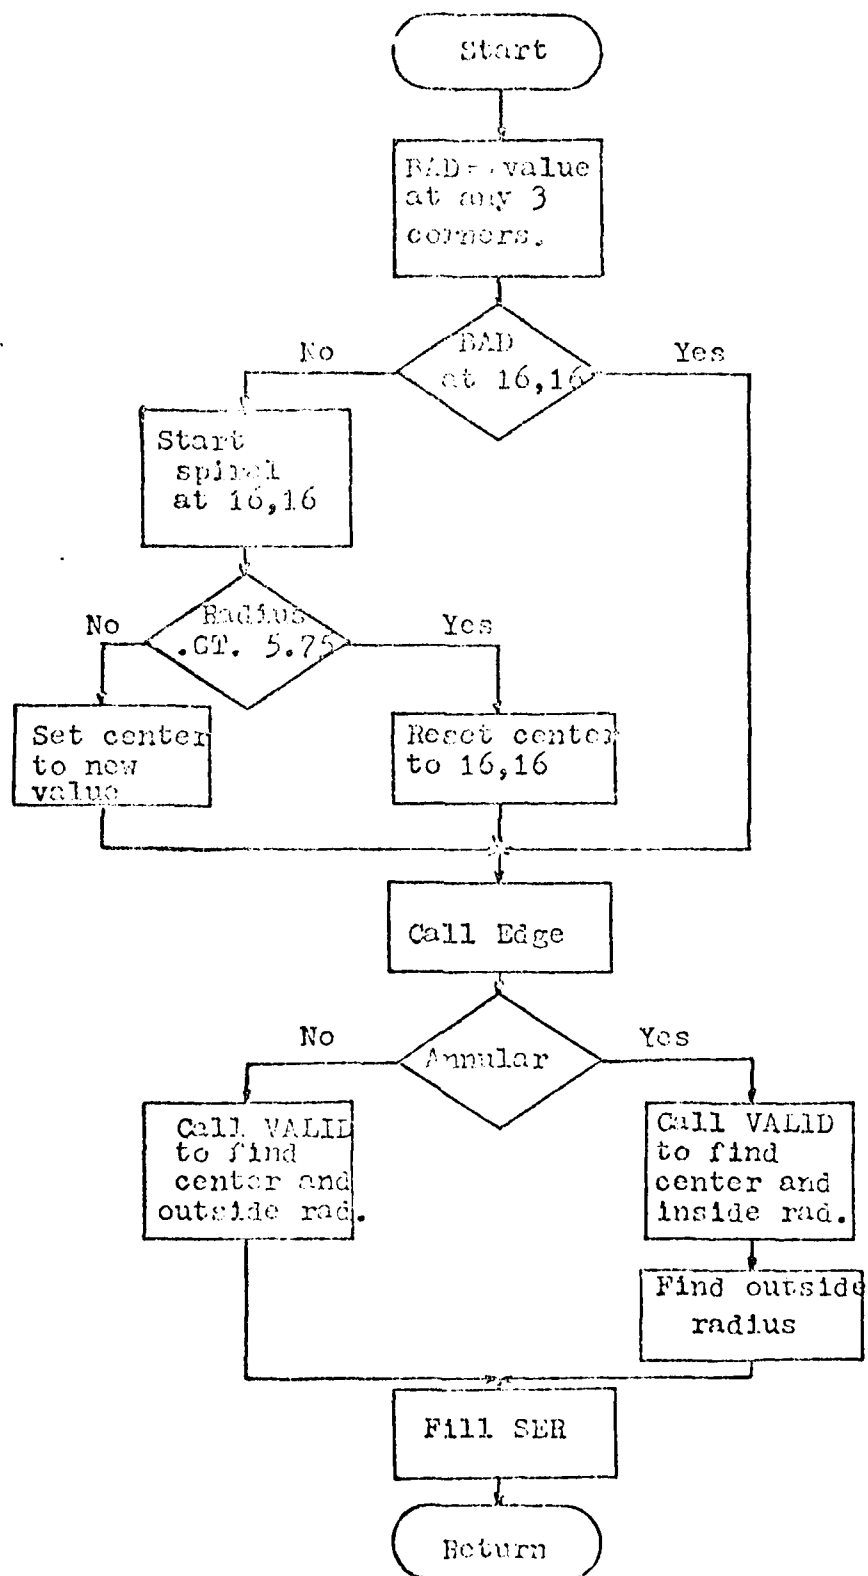 Start
BAD= value
at any 3
corners.
BAD
at 16,16
No
Yes
Start
spiral
at 16,16
Radius
.GT. 5.75
No
Yes
Set center
to new
value
Reset center
to 16,16
Call Edge
Annular
No
Yes
Call VALID
to find
center and
outside rad.
Call VALID
to find
center and
inside rad.
Find outside
radius
Fill SER
Return